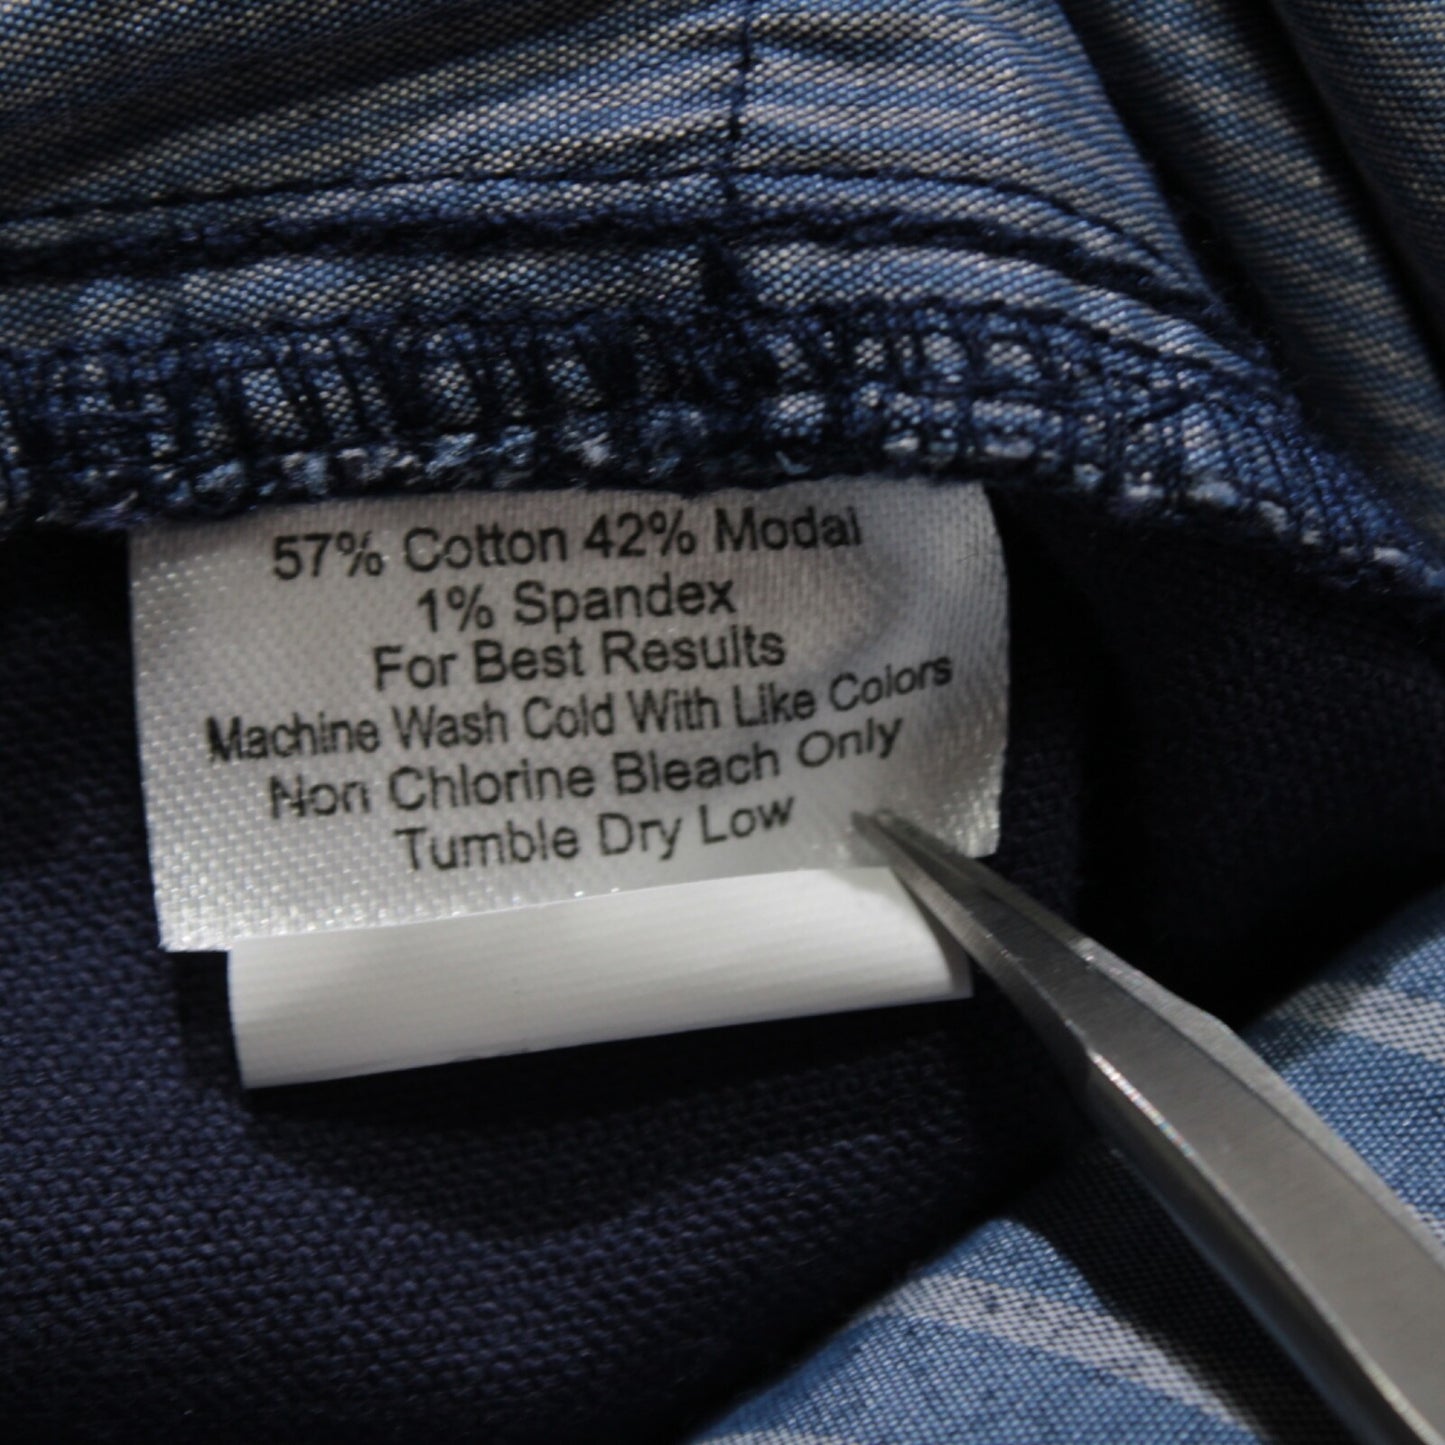 57% Cotton 42% Modal
1% Spandex
For Best Results
Machine Wash Cold With Like Colors
Non Chlorine Bleach Only
Tumble Dry Low